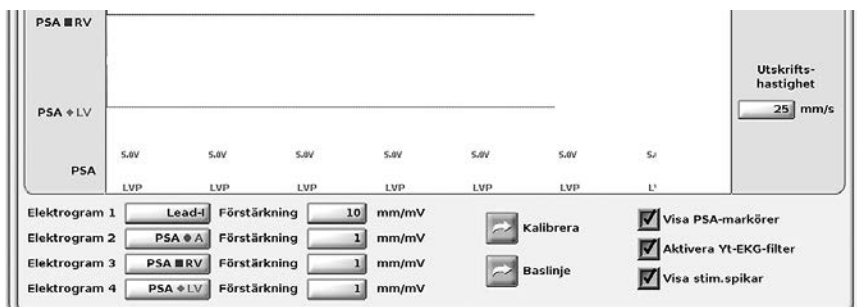 PSA ■ RV
Utskrifts-
hastighet
25 mm/s
PSA ◆ LV
5.0V 5.0V 5.0V 5.0V 5.0V 5.0V
PSA
LVP LVP LVP LVP LVP LVP
Elektrogram 1 Lead-I Förstärkning 10 mm/mV
Elektrogram 2 PSA ● A Förstärkning 1 mm/mV
Elektrogram 3 PSA ■ RV Förstärkning 1 mm/mV
Elektrogram 4 PSA ◆ LV Förstärkning 1 mm/mV
Kalibrera
Baslinje
Visa PSA-markörer
Aktivera Yt-EKG-filter
Visa stim.spikar